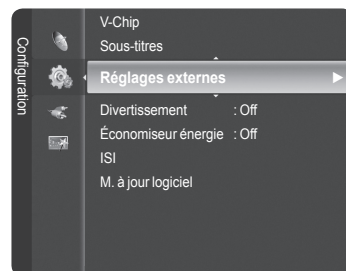 Configuration
V-Chip
Sous-titres
Réglages externes
Divertissement : Off
Économiseur énergie : Off
ISI
M. à jour logiciel